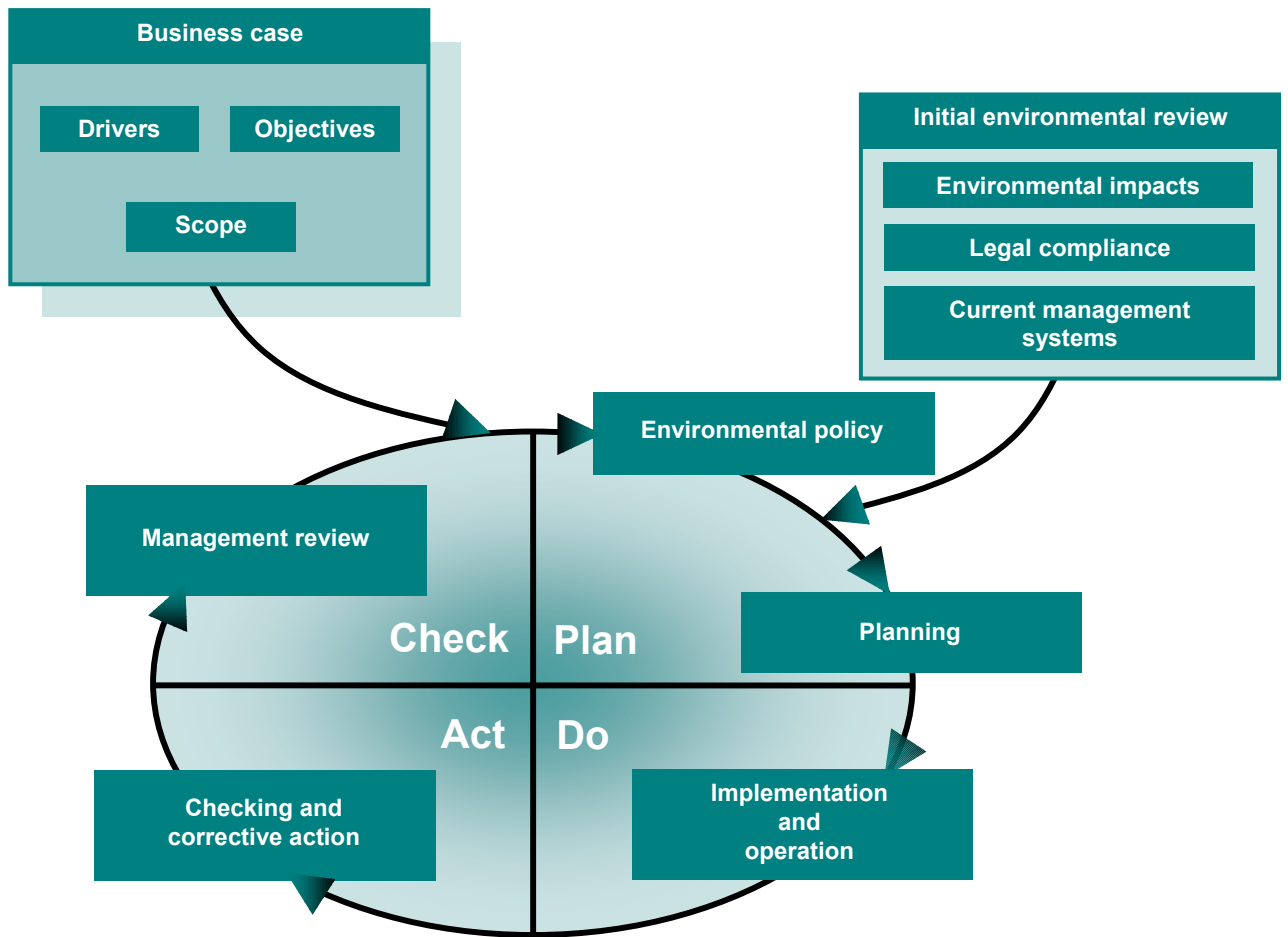 Business case
Drivers
Objectives
Scope
Initial environmental review
Environmental impacts
Legal compliance
Current management
systems
Environmental policy
Management review
Planning
Check
Plan
Act
Do
Checking and
corrective action
Implementation
and
operation